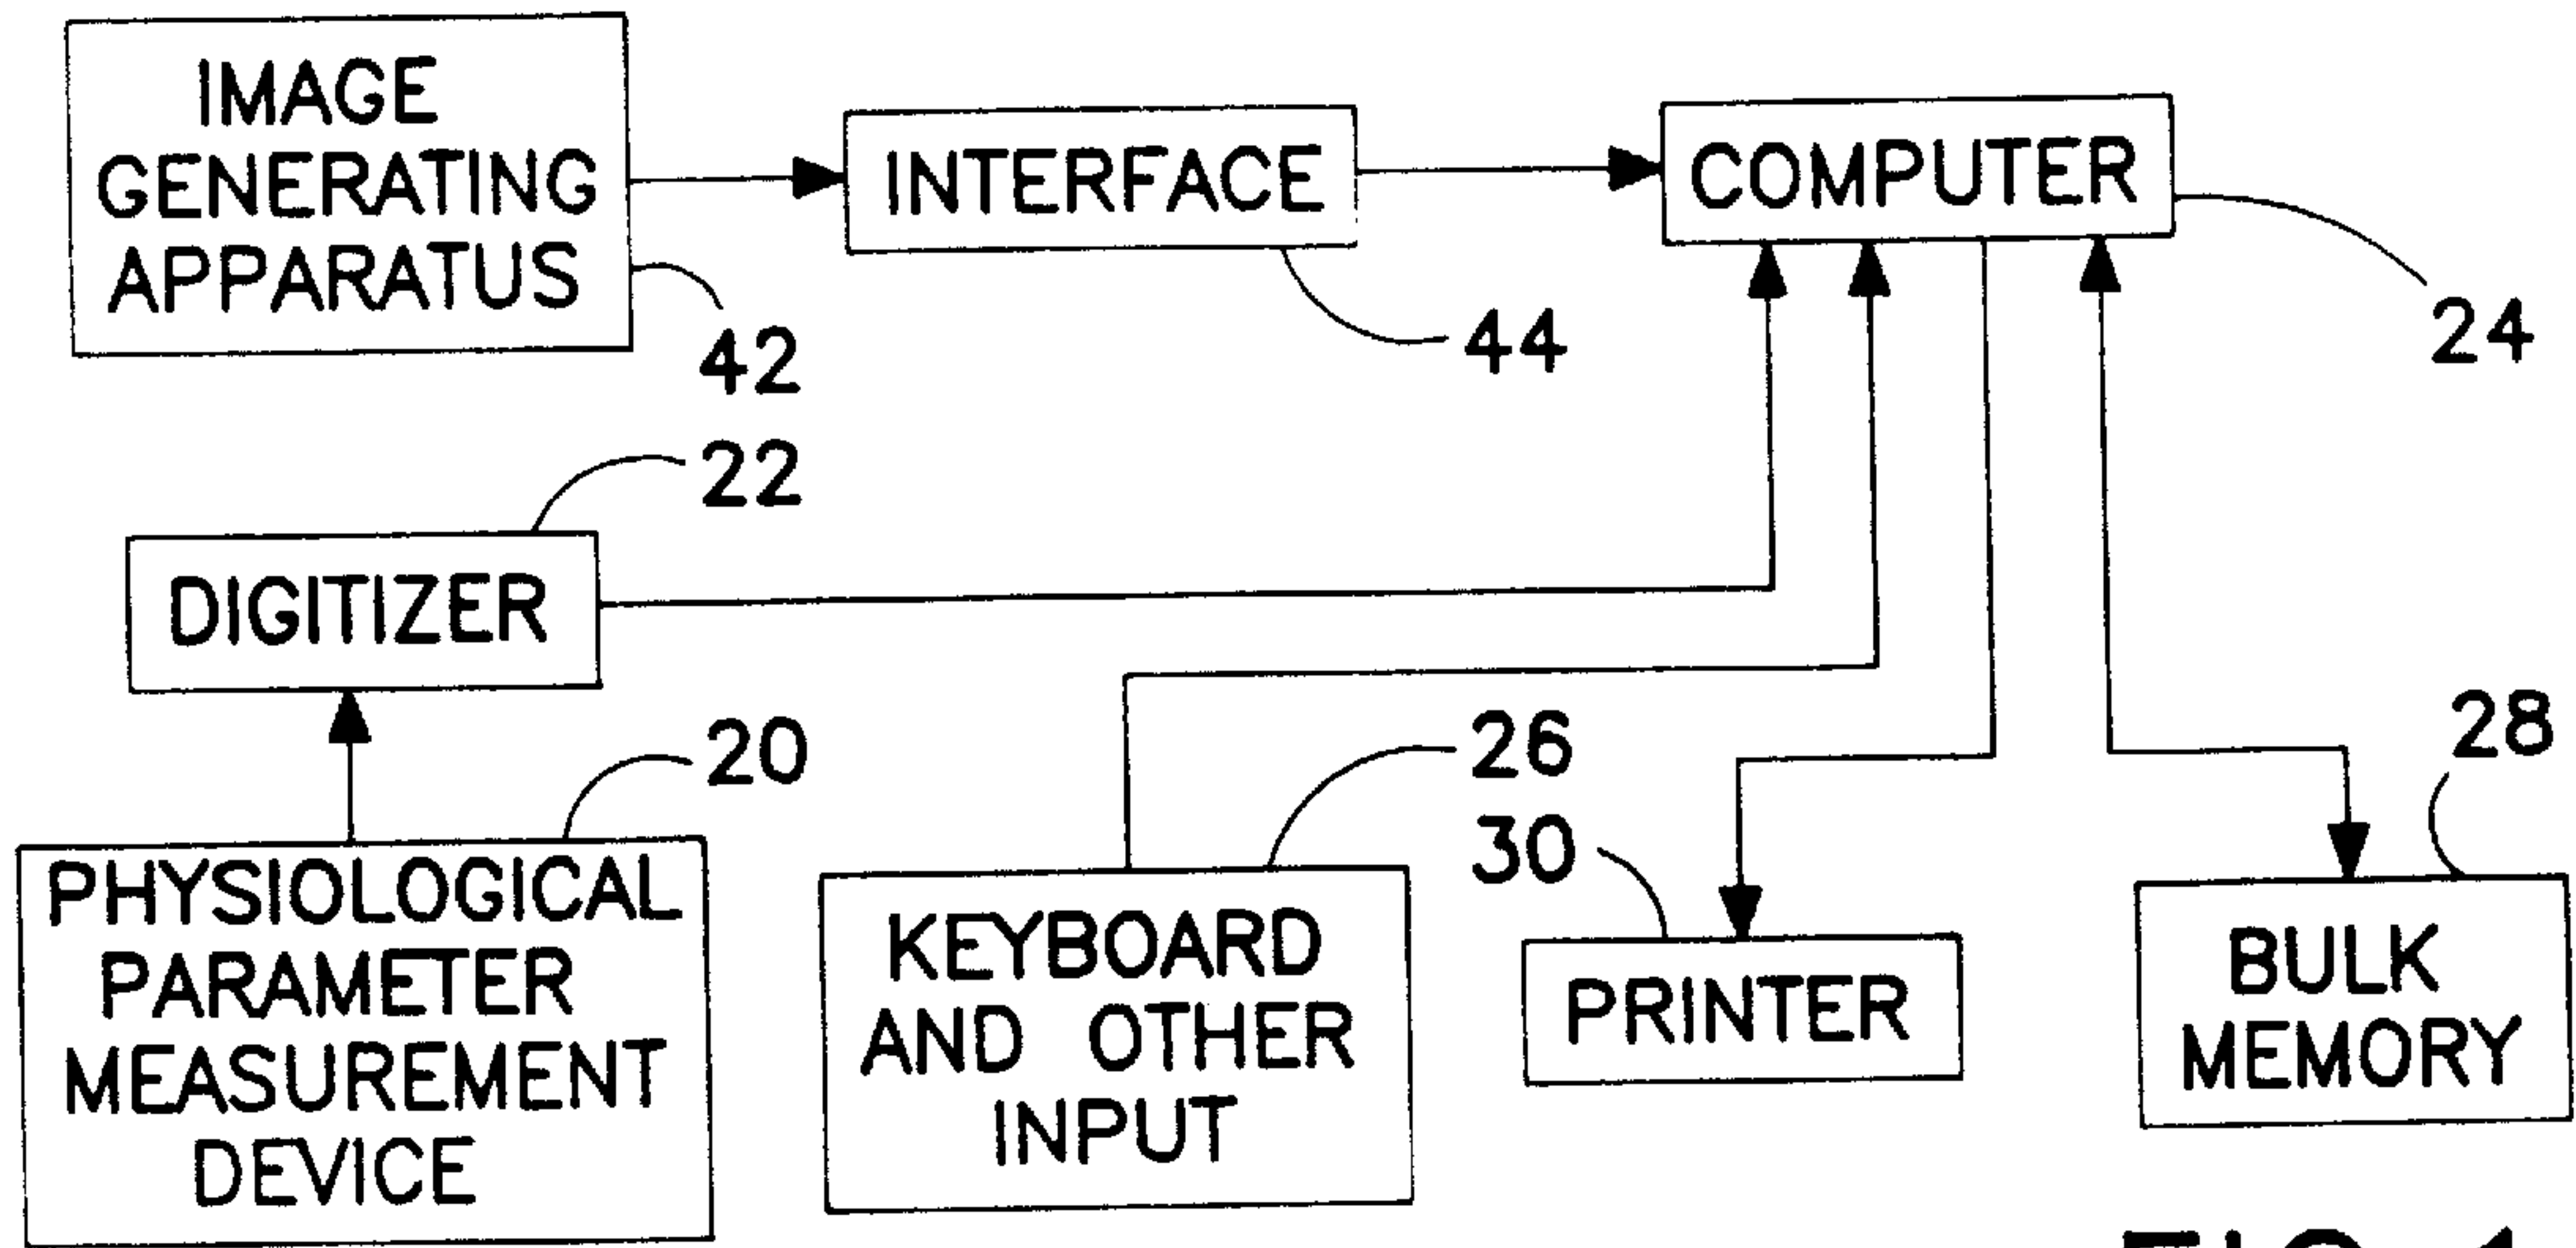 IMAGE
GENERATING
APPARATUS
42
INTERFACE
44
COMPUTER
24
DIGITIZER
22
PHYSIOLOGICAL
PARAMETER
MEASUREMENT
DEVICE
20
KEYBOARD
AND OTHER
INPUT
26
PRINTER
30
BULK
MEMORY
28